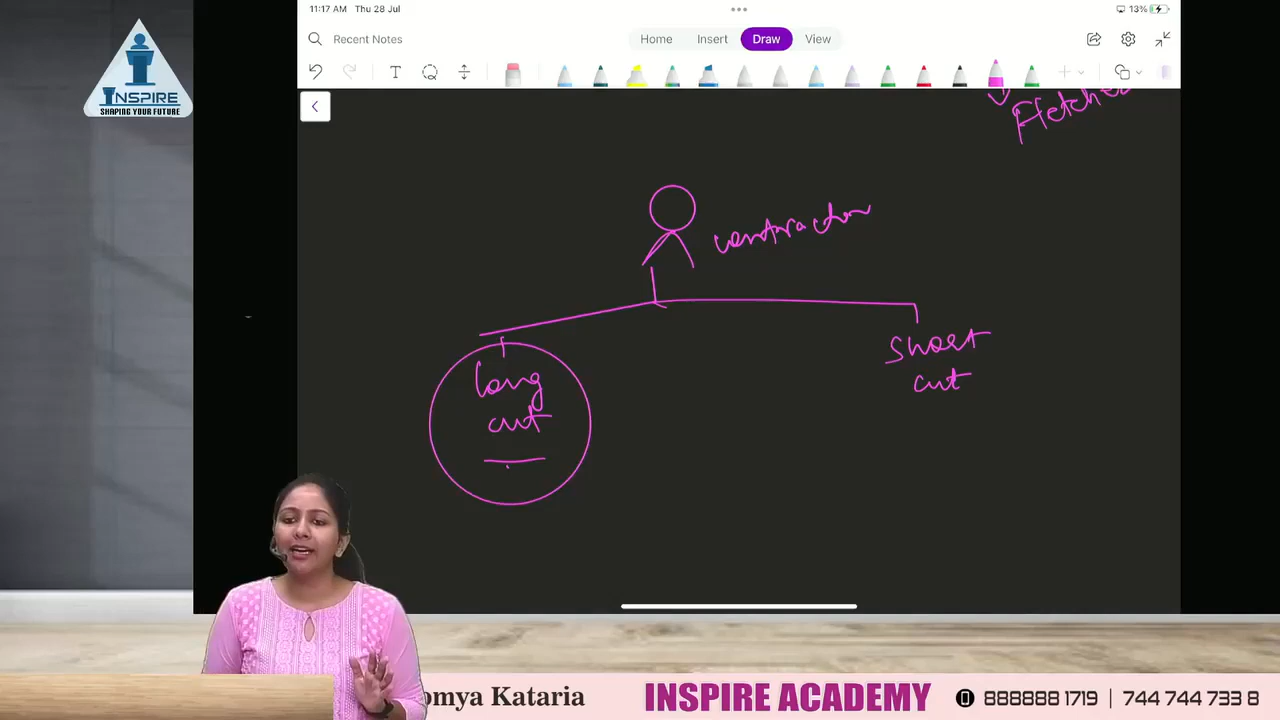 11:17 AM Thu 28 Jul
13%
Recent Notes
Home Insert Draw View
INSPIRE
SHAPING YOUR FUTURE
Fletcher
contractor
long
cut
short
cut
omya Kataria
INSPIRE ACADEMY
888888 1719 | 744 744 733 8